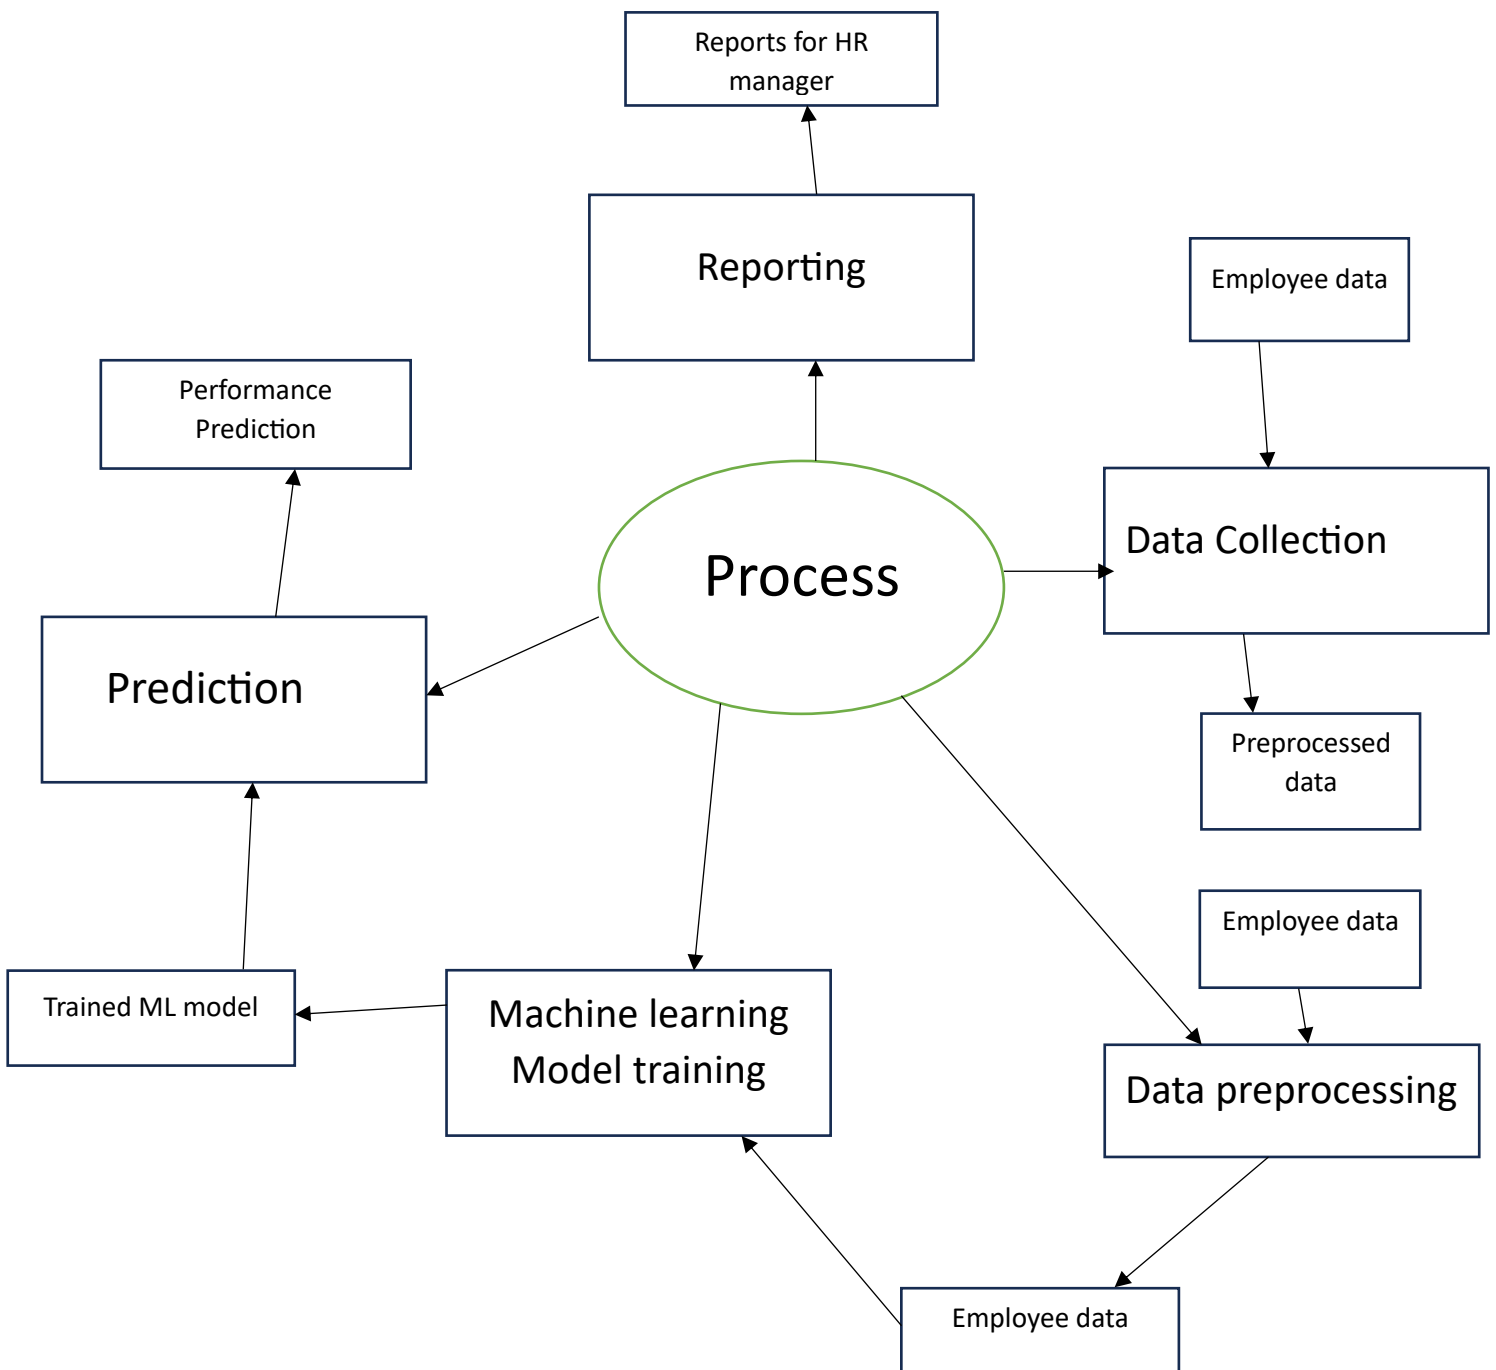 Reports for HR
manager
Reporting
Employee data
Performance
Prediction
Data Collection
Process
Prediction
Preprocessed
data
Employee data
Trained ML model
Machine learning
Model training
Data preprocessing
Employee data